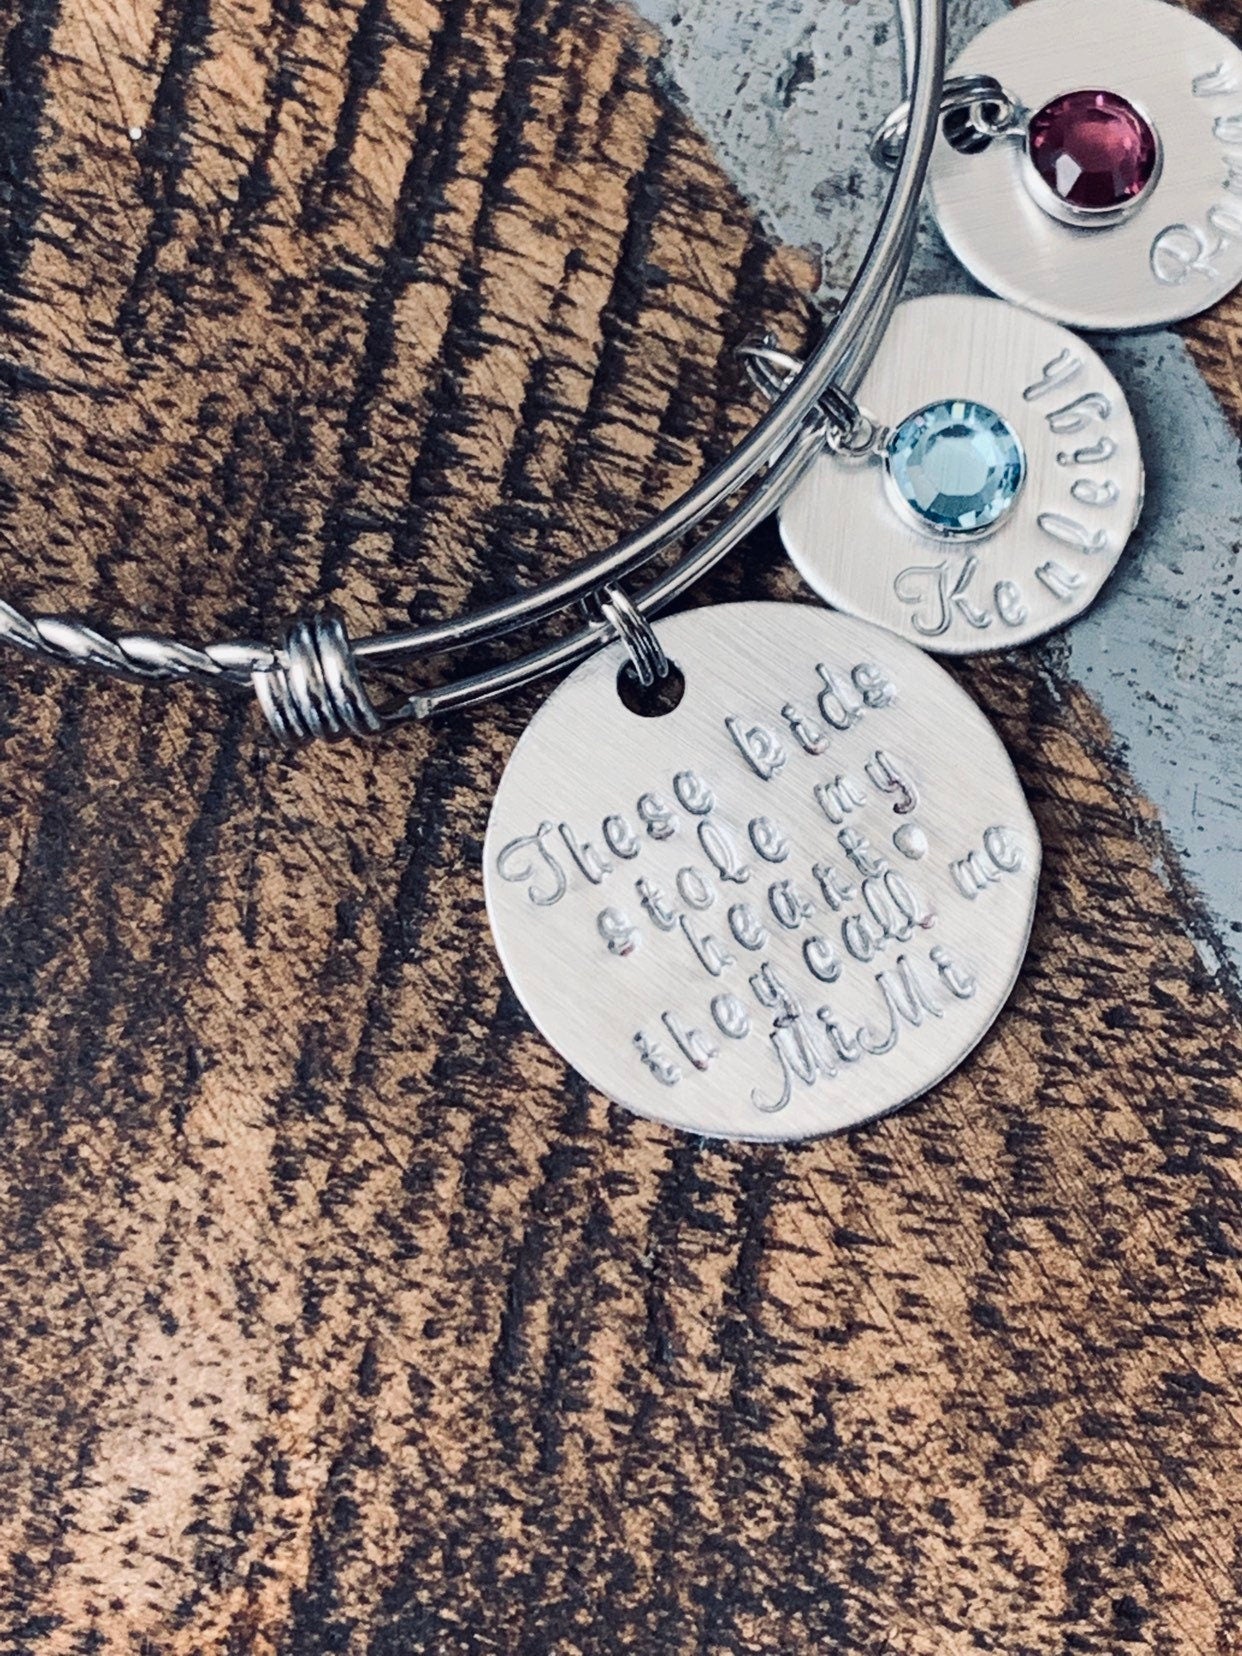 Kenleigh
These kids
stole my
heart.
they call me
MiMi